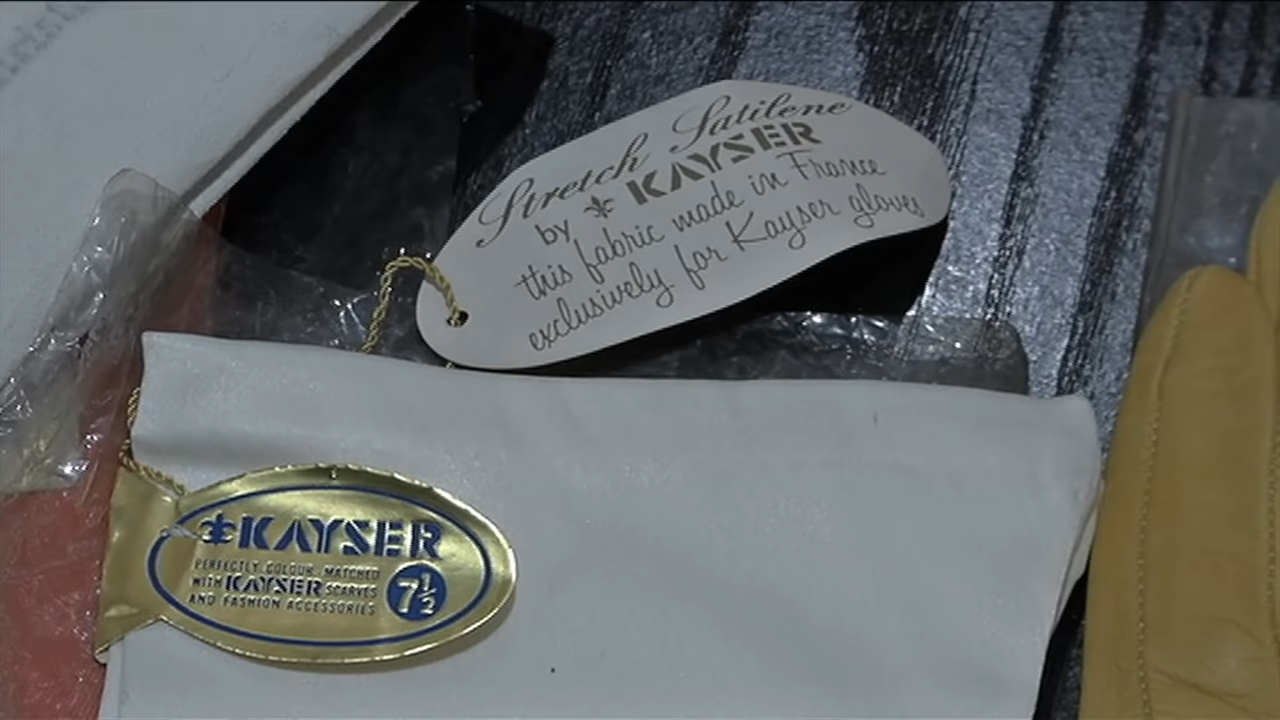 Stretch Satilene
by KAYSER
this fabric made in France
exclusively for Kayser gloves
KAYSER
PERFECTLY COLOUR MATCHED
WITH KAYSER SCARVES
AND FASHION ACCESSORIES
7½